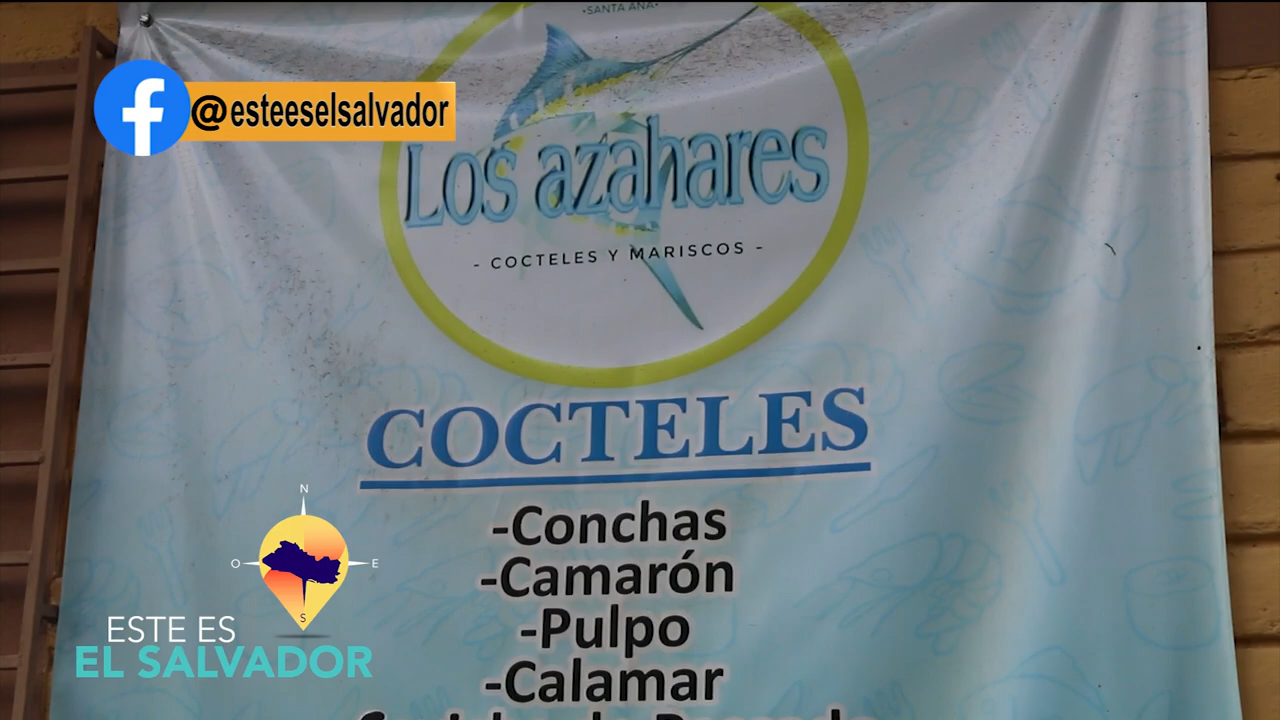 ·SANTA ANA·
@esteeselsalvador
Los azahares
- COCTELES Y MARISCOS -
COCTELES
-Conchas
-Camarón
-Pulpo
-Calamar
N
O E
S
ESTE ES
EL SALVADOR